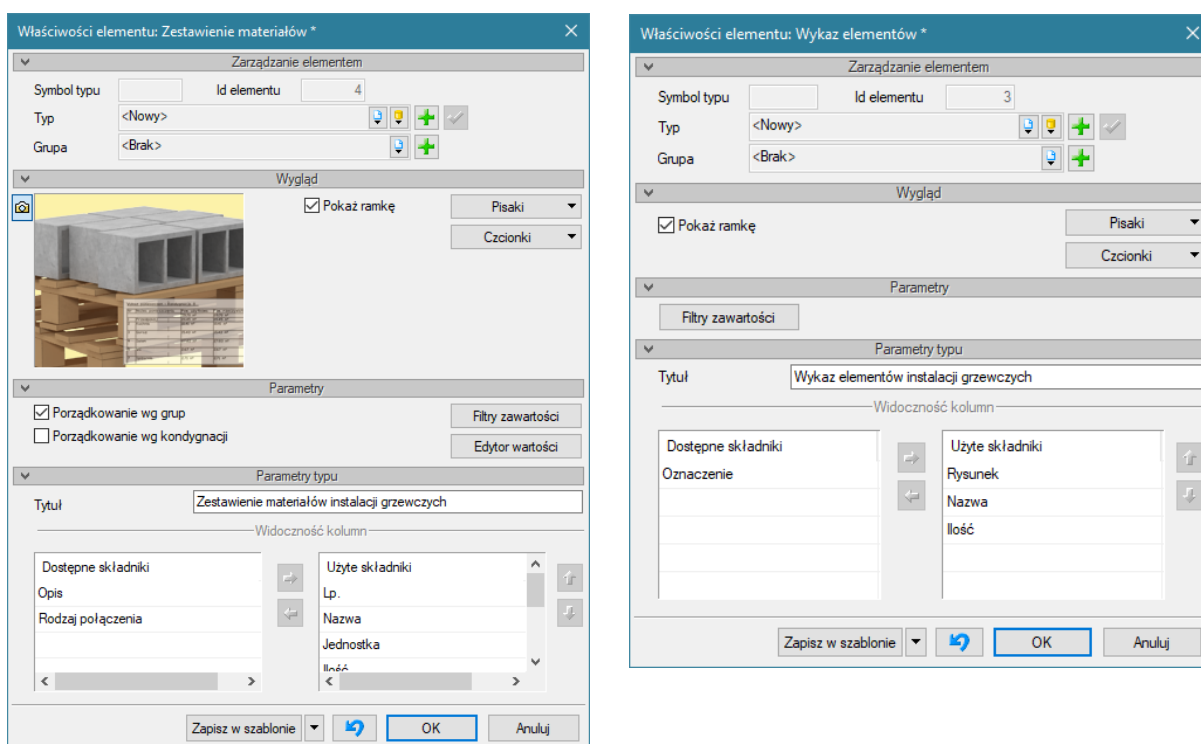 Właściwości elementu: Zestawienie materiałów *
Zarządzanie elementem
Symbol typu
Id elementu 4
Typ <Nowy>
Grupa <Brak>
Wygląd
Pokaż ramkę
Pisaki
Czcionki
Parametry
Porządkowanie wg grup
Porządkowanie wg kondygnacji
Filtry zawartości
Edytor wartości
Parametry typu
Tytuł Zestawienie materiałów instalacji grzewczych
Widoczność kolumn
Dostępne składniki
Opis
Rodzaj połączenia
Użyte składniki
Lp.
Nazwa
Jednostka
Ilość
Zapisz w szablonie
OK
Anuluj
Właściwości elementu: Wykaz elementów *
Zarządzanie elementem
Symbol typu
Id elementu 3
Typ <Nowy>
Grupa <Brak>
Wygląd
Pokaż ramkę
Pisaki
Czcionki
Parametry
Filtry zawartości
Parametry typu
Tytuł Wykaz elementów instalacji grzewczych
Widoczność kolumn
Dostępne składniki
Oznaczenie
Użyte składniki
Rysunek
Nazwa
Ilość
Zapisz w szablonie
OK
Anuluj